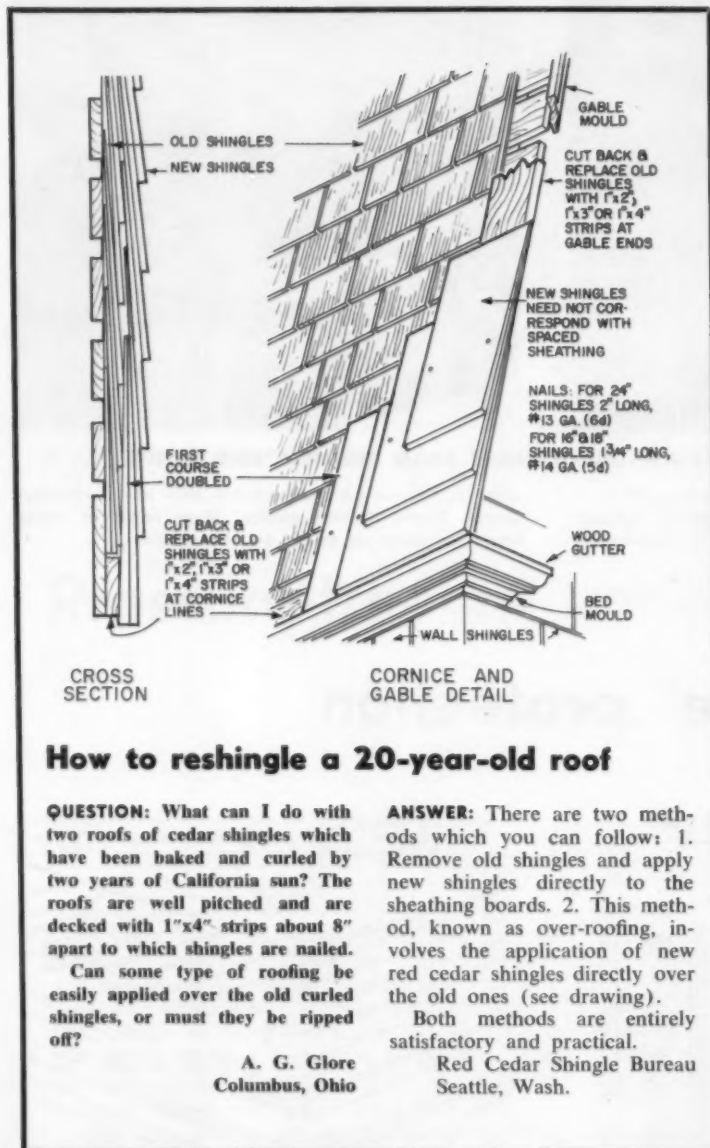 OLD SHINGLES
NEW SHINGLES
GABLE
MOULD
CUT BACK &
REPLACE OLD
SHINGLES
WITH 1"x2",
1"x3" OR 1"x4"
STRIPS AT
GABLE ENDS
NEW SHINGLES
NEED NOT COR-
RESPOND WITH
SPACED
SHEATHING
NAILS: FOR 24"
SHINGLES 2" LONG,
#13 GA. (6d)
FOR 16" & 18"
SHINGLES 1 3/4" LONG,
#14 GA. (5d)
FIRST
COURSE
DOUBLED
CUT BACK &
REPLACE OLD
SHINGLES WITH
1"x2", 1"x3" OR
1"x4" STRIPS
AT CORNICE
LINES
WOOD
GUTTER
BED
MOULD
WALL SHINGLES
CROSS
SECTION
CORNICE AND
GABLE DETAIL
How to reshingle a 20-year-old roof
QUESTION: What can I do with
two roofs of cedar shingles which
have been baked and curled by
two years of California sun? The
roofs are well pitched and are
decked with 1"x4" strips about 8"
apart to which shingles are nailed.
Can some type of roofing be
easily applied over the old curled
shingles, or must they be ripped
off?
A. G. Glore
Columbus, Ohio
ANSWER: There are two meth-
ods which you can follow: 1.
Remove old shingles and apply
new shingles directly to the
sheathing boards. 2. This meth-
od, known as over-roofing, in-
volves the application of new
red cedar shingles directly over
the old ones (see drawing).
Both methods are entirely
satisfactory and practical.
Red Cedar Shingle Bureau
Seattle, Wash.